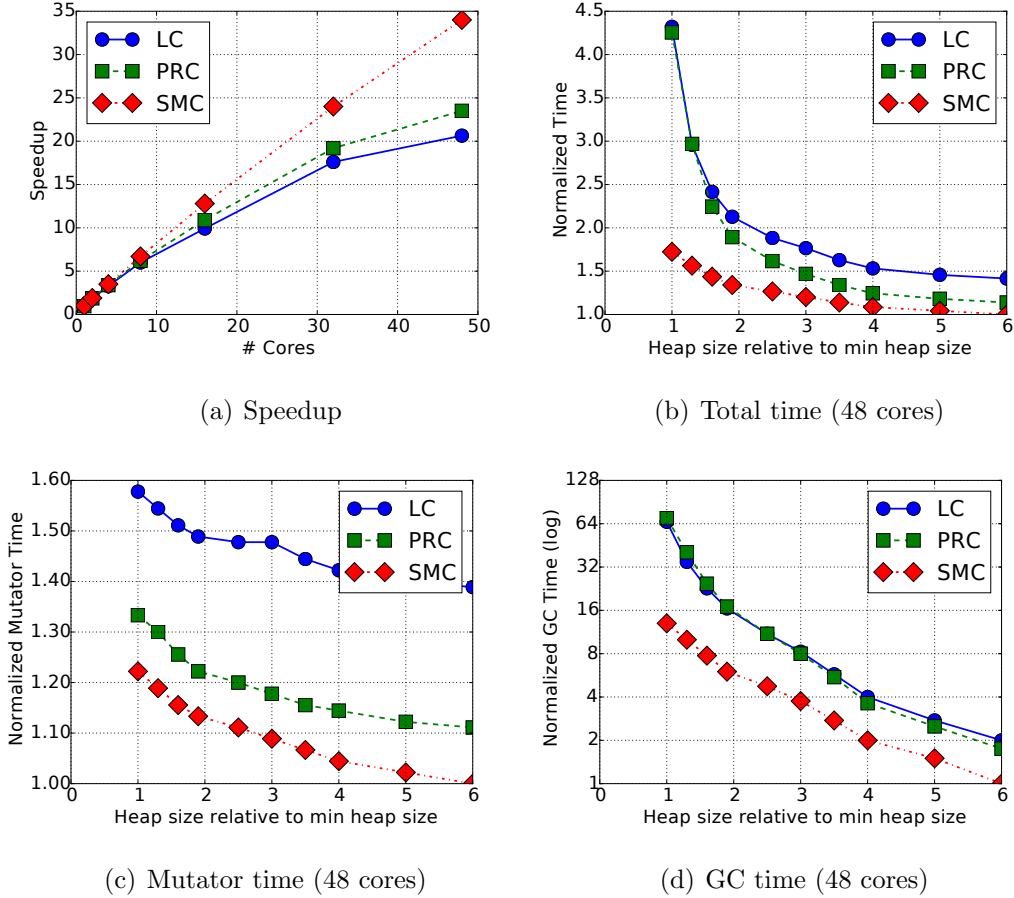 35
30
25
20
15
10
5
0
Speedup
LC
PRC
SMC
0
10
20
30
40
50
# Cores
(a) Speedup
4.5
4.0
3.5
3.0
2.5
2.0
1.5
1.0
Normalized Time
LC
PRC
SMC
0
1
2
3
4
5
6
Heap size relative to min heap size
(b) Total time (48 cores)
1.60
1.50
1.40
1.30
1.20
1.10
1.00
Normalized Mutator Time
LC
PRC
SMC
0
1
2
3
4
5
6
Heap size relative to min heap size
(c) Mutator time (48 cores)
128
64
32
16
8
4
2
1
Normalized GC Time (log)
LC
PRC
SMC
0
1
2
3
4
5
6
Heap size relative to min heap size
(d) GC time (48 cores)